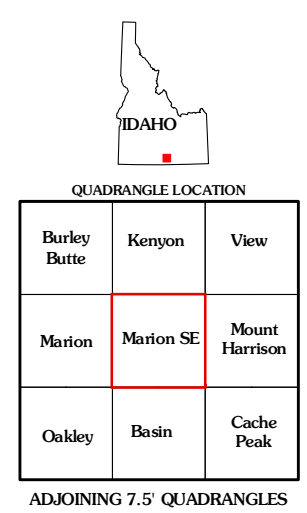 IDAHO
QUADRANGLE LOCATION
Burley
Butte
Kenyon
View
Marion
Marion SE
Mount
Harrison
Oakley
Basin
Cache
Peak
ADJOINING 7.5' QUADRANGLES